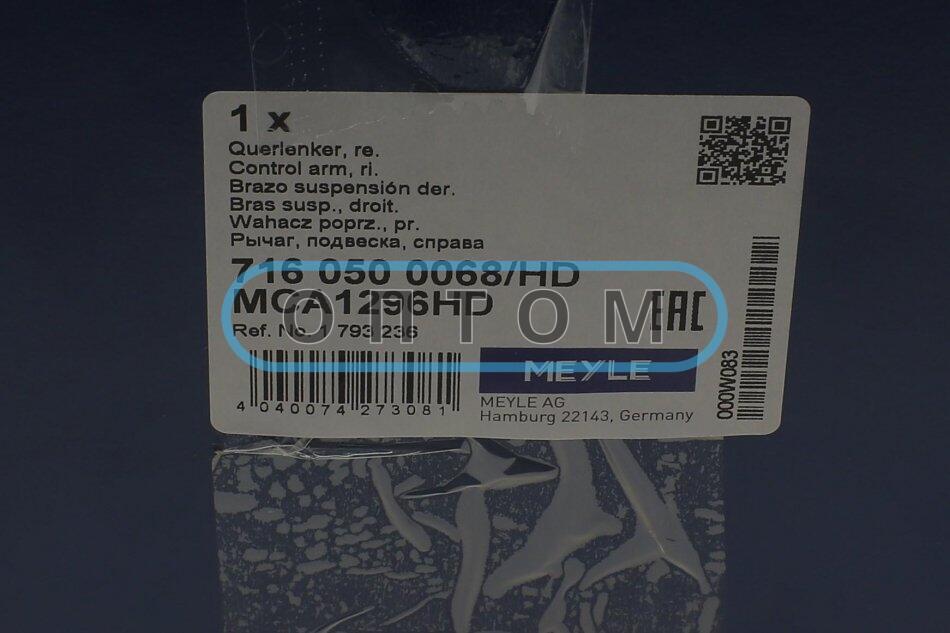 1 x
Querlenker, re.
Control arm, ri.
Brazo suspensión der.
Bras susp., droit.
Wahacz poprz., pr.
Рычаг, подвеска, справа
716 050 0068/HD
MCA1296HD
Ref. No. 1 793 236
ОПТОМ
EAC
MEYLE
MEYLE AG
Hamburg 22143, Germany
4 040074 273081
000W083